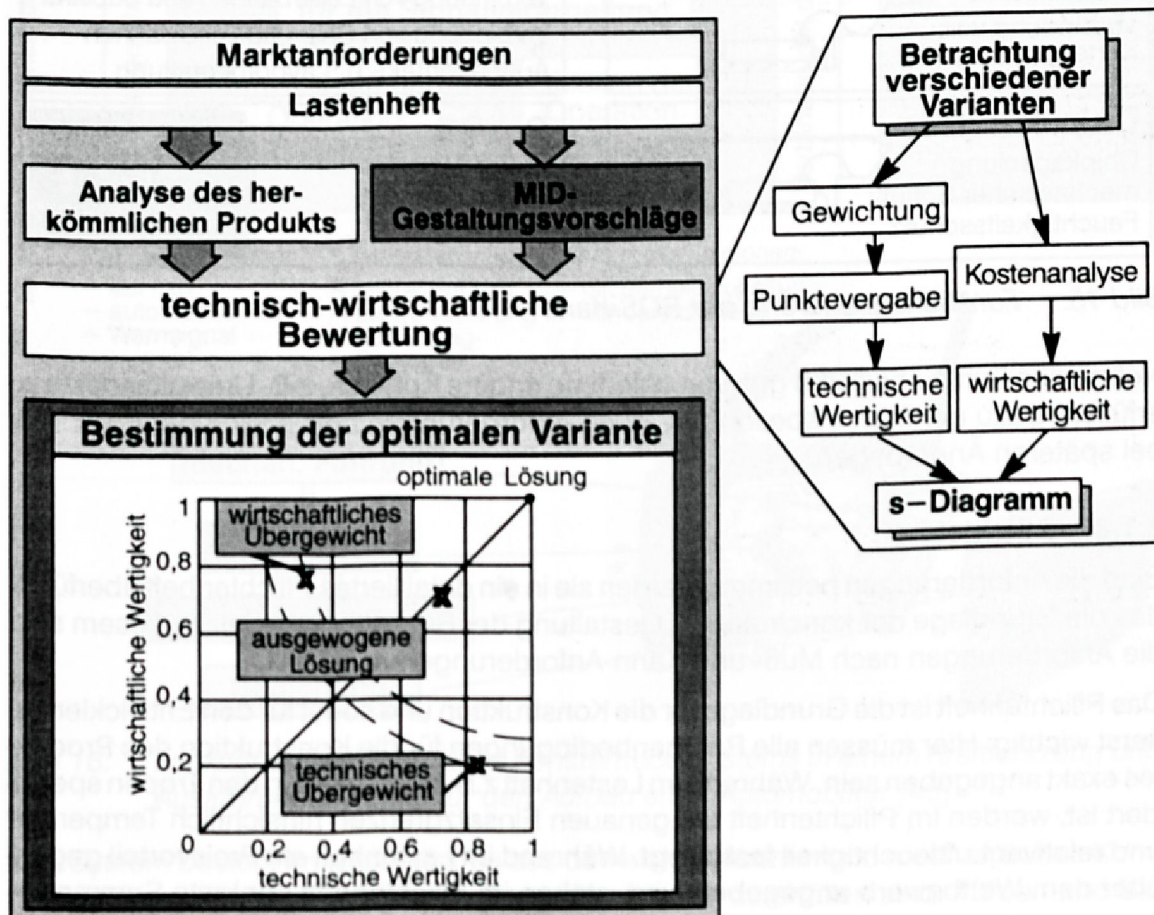 Marktanforderungen
Lastenheft
Analyse des her-
kömmlichen Produkts
MID-
Gestaltungsvorschläge
technisch-wirtschaftliche
Bewertung
Bestimmung der optimalen Variante
optimale Lösung
wirtschaftliche Wertigkeit
1
0,8
0,6
0,4
0,2
wirtschaftliches
Übergewicht
ausgewogene
Lösung
technisches
Übergewicht
0 0,2 0,4 0,6 0,8 1
technische Wertigkeit
Betrachtung
verschiedener
Varianten
Gewichtung
Punktevergabe
technische
Wertigkeit
Kostenanalyse
wirtschaftliche
Wertigkeit
s–Diagramm